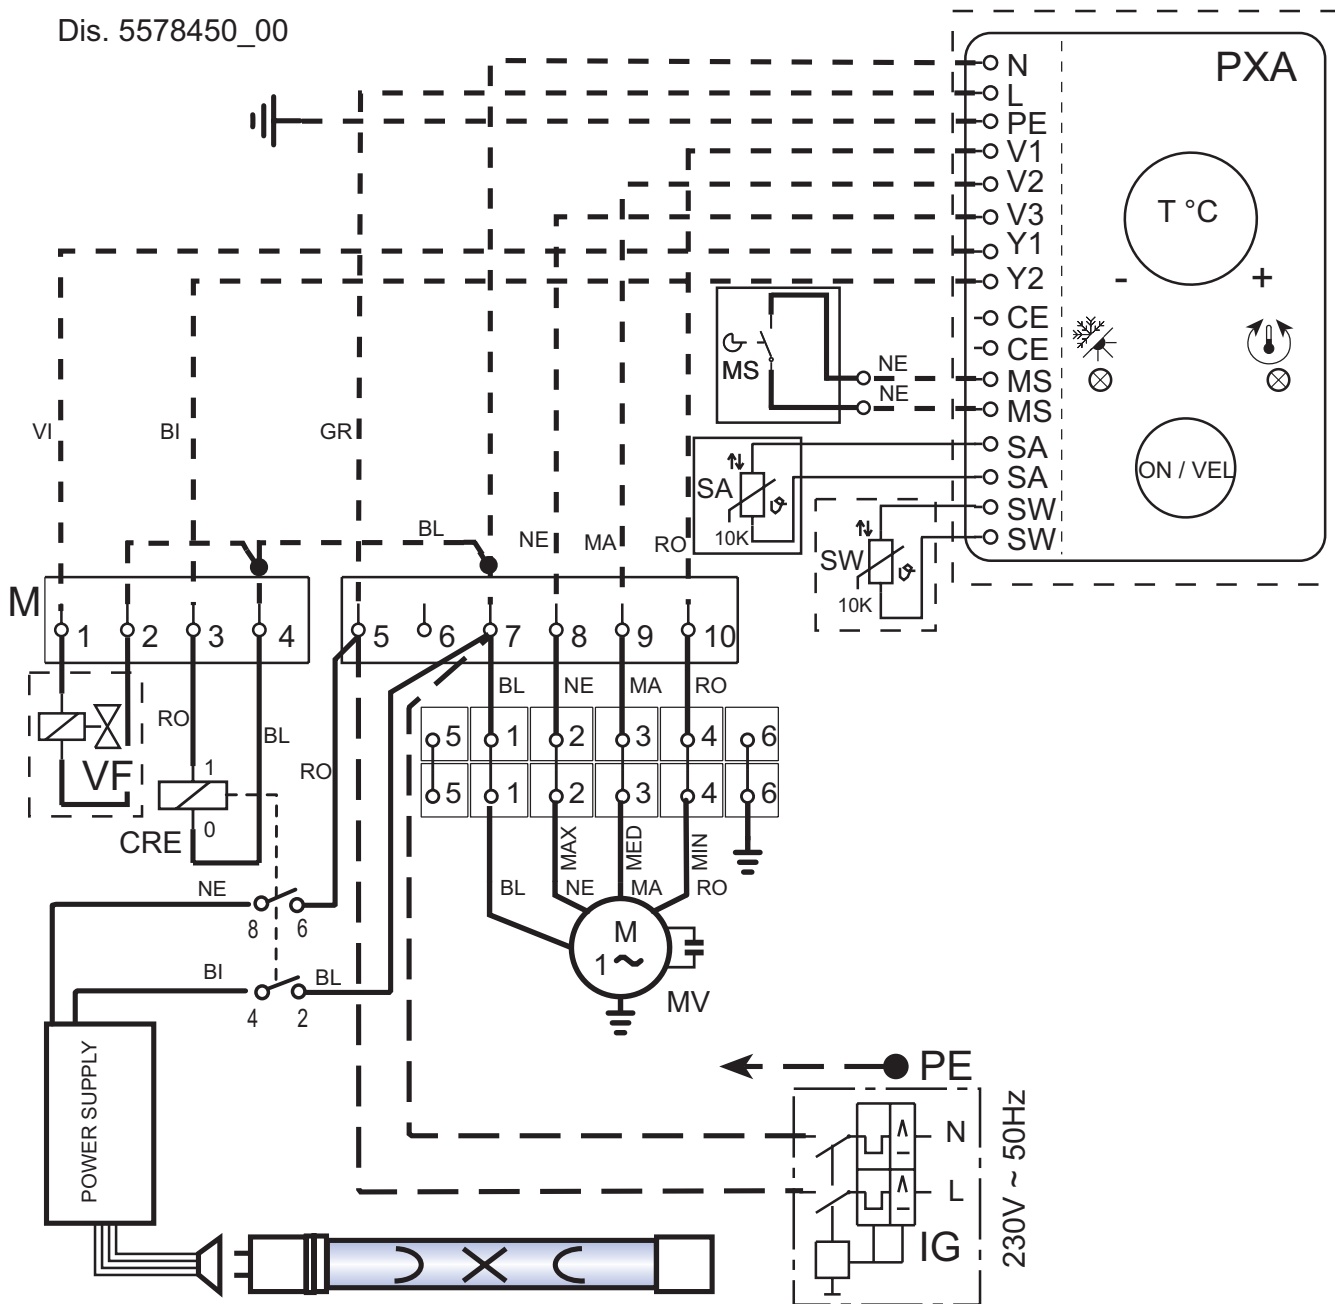 Dis. 5578450_00
PXA
N
L
PE
V1
V2
V3
Y1
Y2
CE
CE
MS
MS
SA
SA
SW
SW
T °C
- +
ON / VEL
MS
NE
NE
SA
10K
SW
10K
VI
BI
GR
BL
NE
MA
RO
M
1 2 3 4 5 6 7 8 9 10
BL NE MA RO
RO
BL
RO
VF
1
0
CRE
5 1 2 3 4 6
5 1 2 3 4 6
MAX
MED
MIN
BL NE MA RO
NE
8 6
BI BL
4 2
M
1
MV
POWER SUPPLY
PE
N
L
IG
230V ~ 50Hz